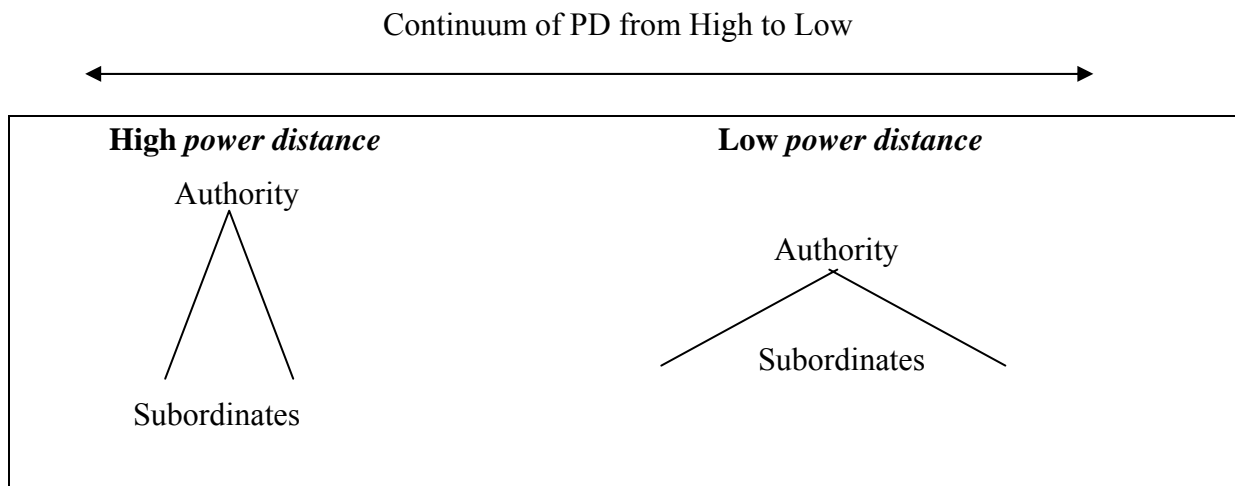 Continuum of PD from High to Low
High power distance
Low power distance
Authority
Authority
Subordinates
Subordinates